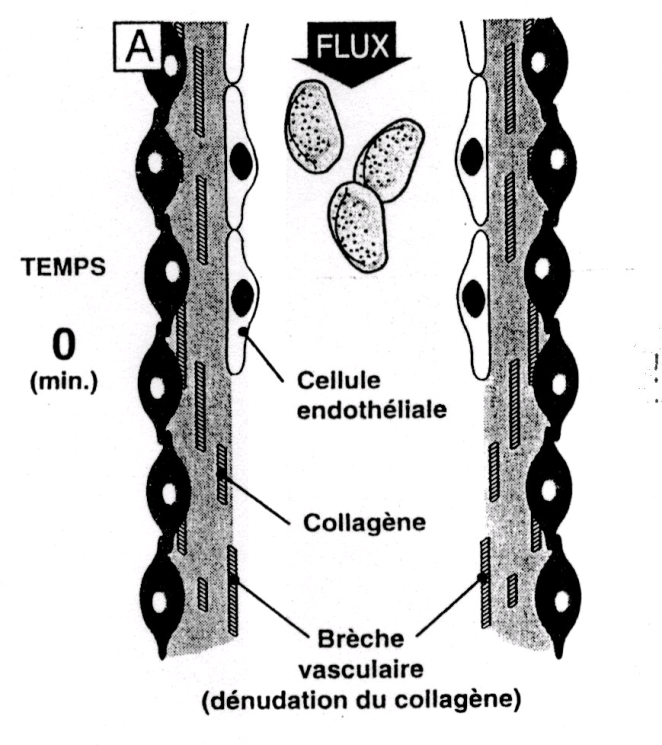 A
FLUX
TEMPS
0
(min.)
Cellule
endothéliale
Collagène
Brèche
vasculaire
(dénudation du collagène)